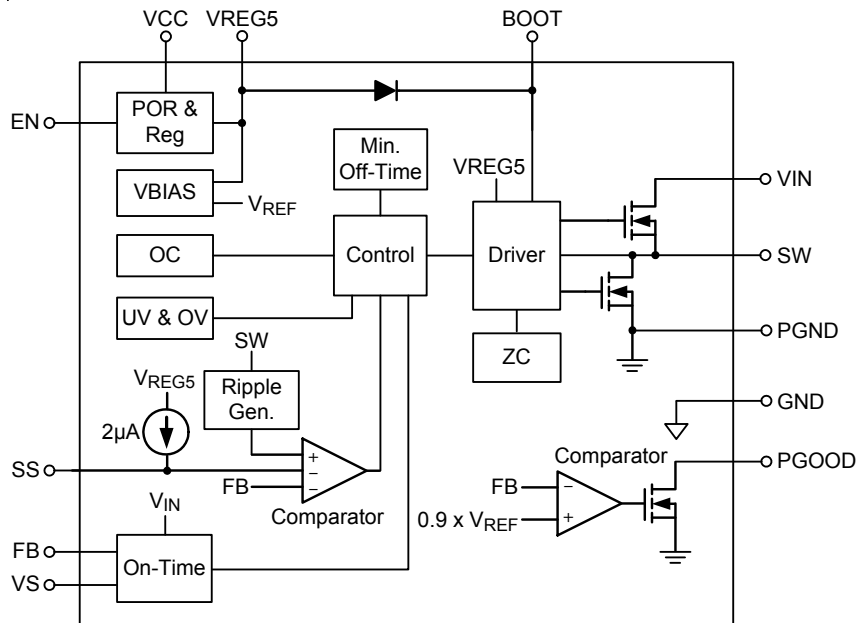 VCC VREG5 BOOT
EN
POR &
Reg
Min.
Off-Time
VREG5
VIN
VBIAS
VREF
OC
Control
Driver
SW
UV & OV
PGND
SW
ZC
VREG5
Ripple
Gen.
GND
2µA
+
−
−
SS
FB
Comparator
Comparator
PGOOD
FB
−
+
0.9 x VREF
VIN
FB
VS
On-Time